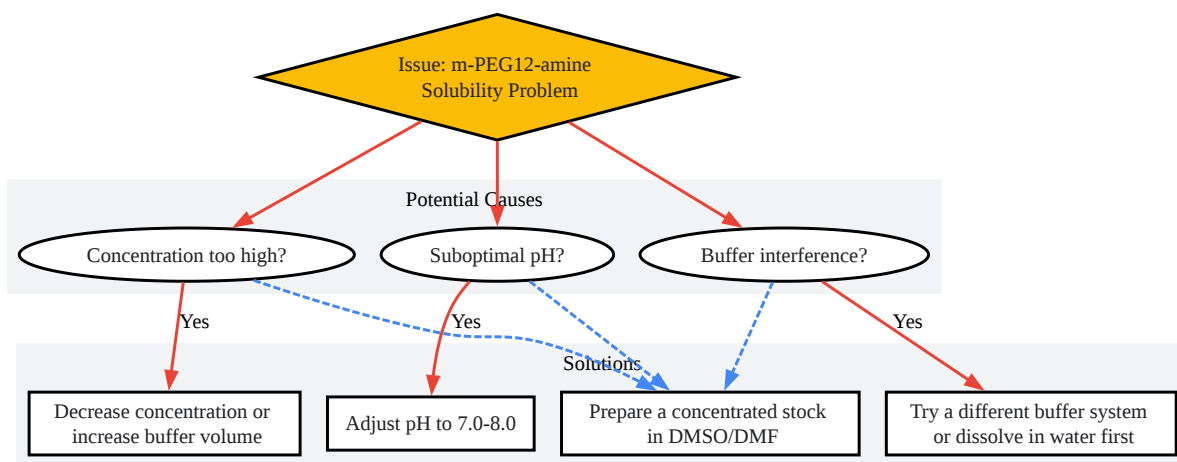 Issue: m-PEG12-amine
Solubility Problem
Potential Causes
Concentration too high?
Suboptimal pH?
Buffer interference?
Yes
Yes
Yes
Solutions
Decrease concentration or
increase buffer volume
Adjust pH to 7.0-8.0
Prepare a concentrated stock
in DMSO/DMF
Try a different buffer system
or dissolve in water first